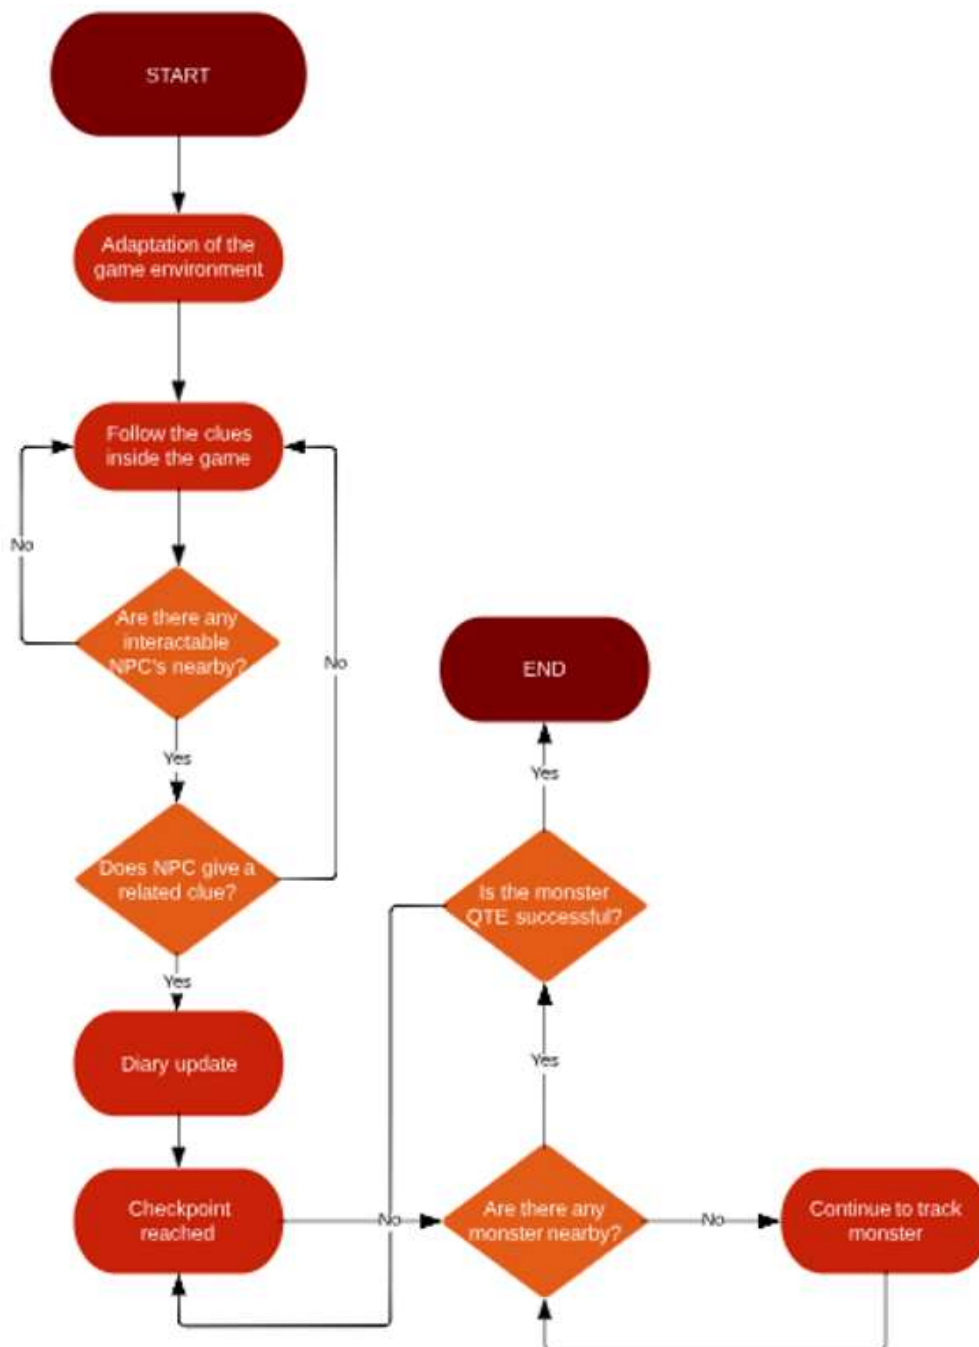 START
Adaptation of the
game environment
Follow the clues
inside the game
No
Are there any
interactable
NPC's nearby?
No
Yes
Does NPC give a
related clue?
Yes
Diary update
Checkpoint
reached
No
Are there any
monster nearby?
No
Continue to track
monster
Yes
Is the monster
QTE successful?
Yes
END